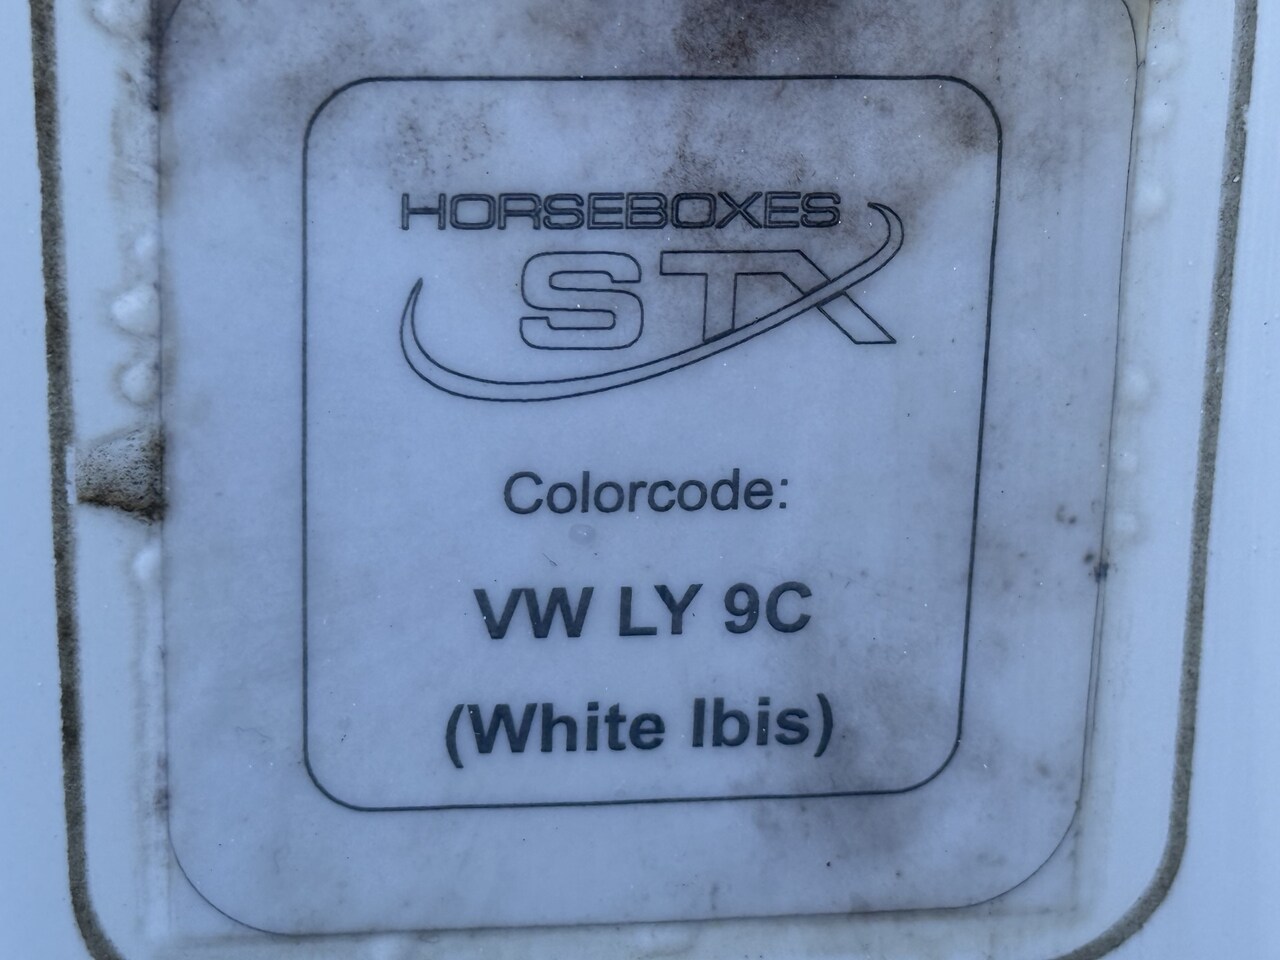 HORSEBOXES
STX
Colorcode:
VW LY 9C
(White Ibis)